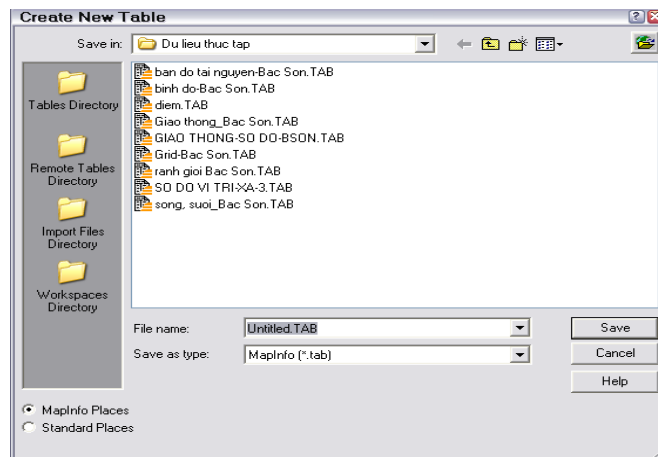 Create New Table
Save in:
Du lieu thuc tap
Tables Directory
Remote Tables
Directory
Import Files
Directory
Workspaces
Directory
ban do tai nguyen-Bac Son.TAB
binh do-Bac Son.TAB
diem.TAB
Giao thong_Bac Son.TAB
GIAO THONG-SO DO-BSON.TAB
Grid-Bac Son.TAB
ranh gioi Bac Son.TAB
SO DO VI TRI-XA-3.TAB
song, suoi_Bac Son.TAB
File name:
Untitled.TAB
Save
Save as type:
MapInfo (*.tab)
Cancel
Help
MapInfo Places
Standard Places